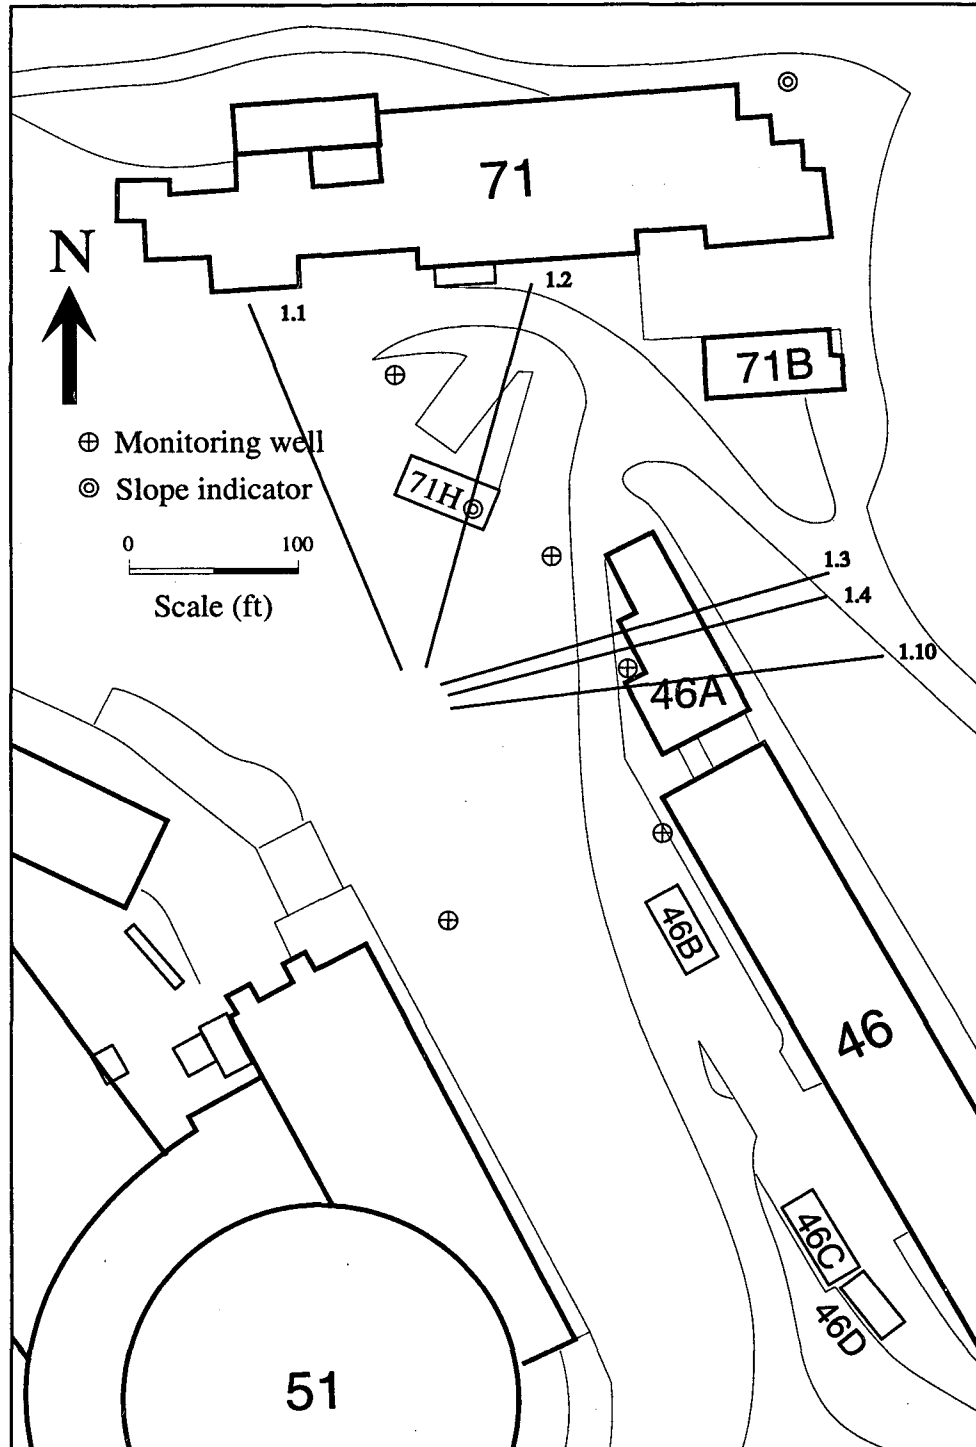 71
N
1.2
1.1
71B
Monitoring well
71H
Slope indicator
0 100
Scale (ft)
1.3
1.4
1.10
46A
46B
46
46C
46D
51